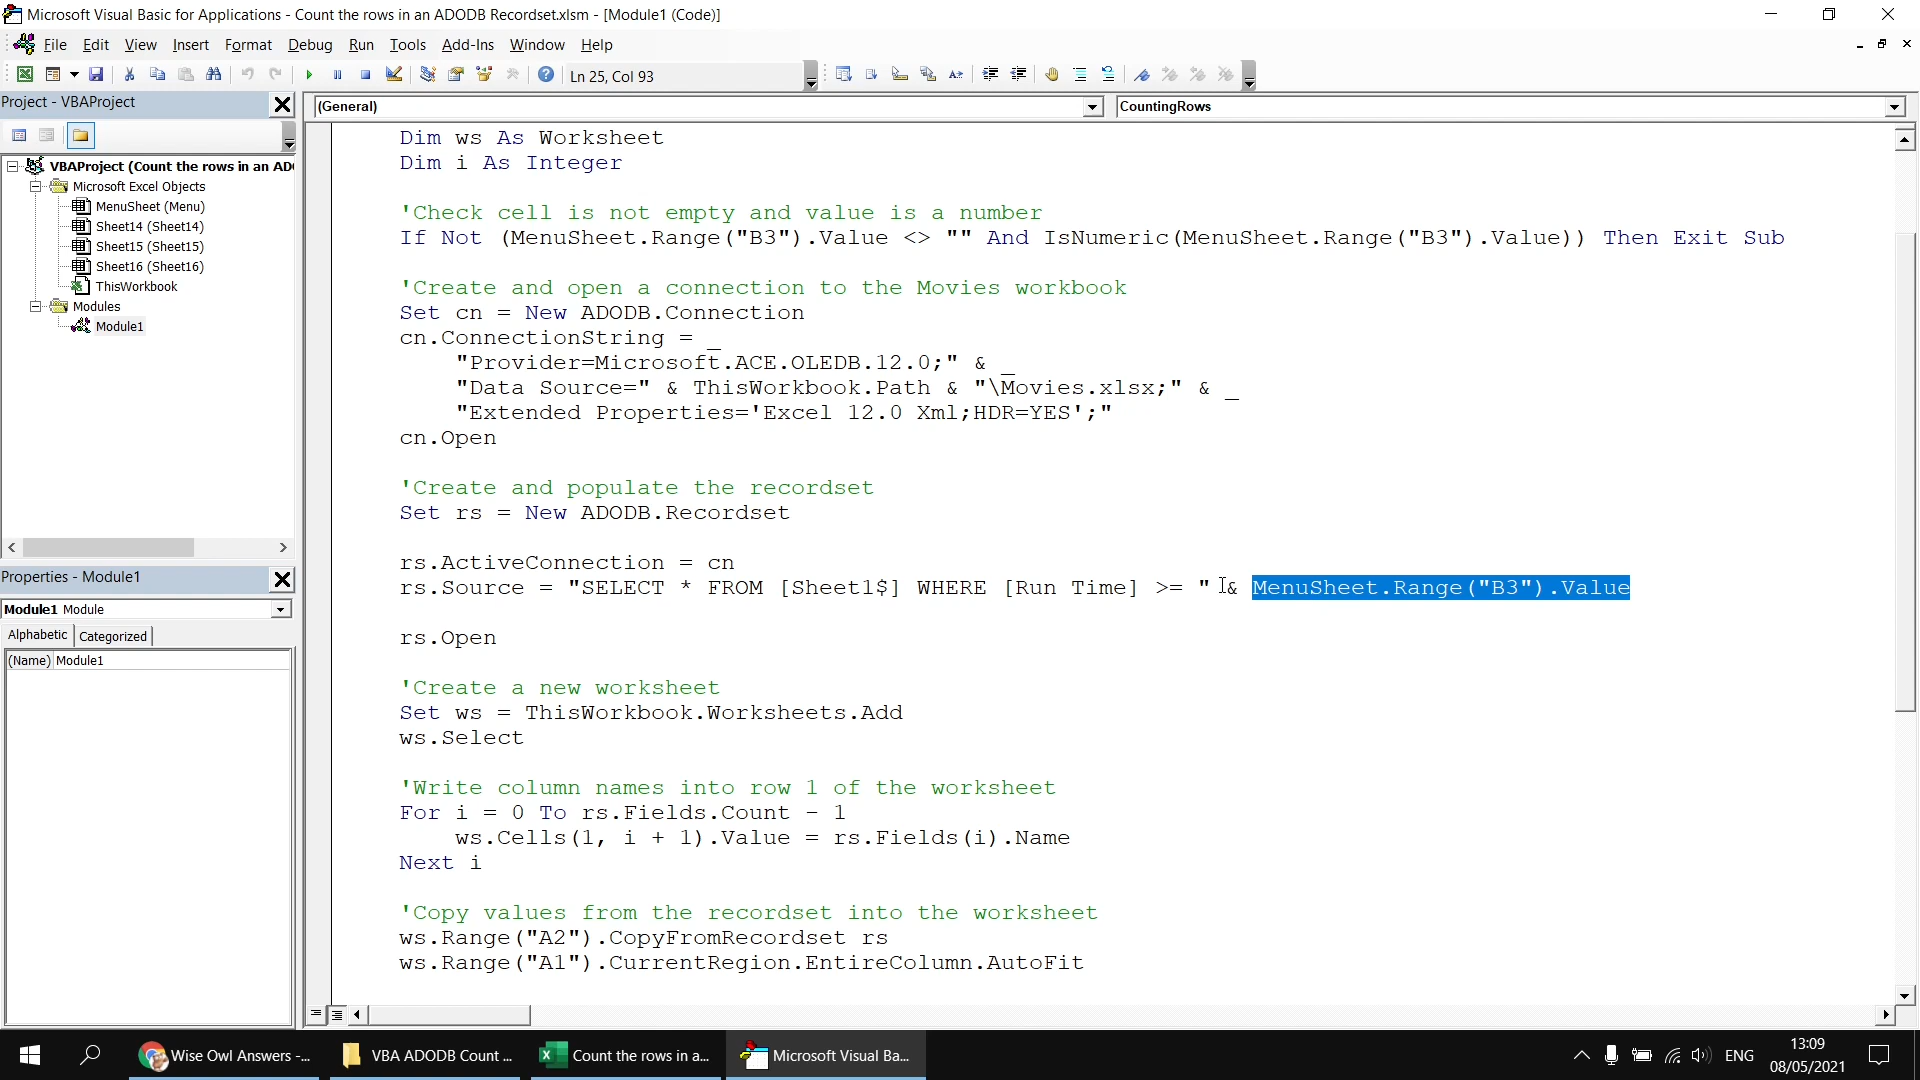 Microsoft Visual Basic for Applications - Count the rows in an ADODB Recordset.xlsm - [Module1 (Code)]
File Edit View Insert Format Debug Run Tools Add-Ins Window Help
Ln 25, Col 93
Project - VBAProject
(General)
CountingRows
VBAProject (Count the rows in an AD
Microsoft Excel Objects
MenuSheet (Menu)
Sheet14 (Sheet14)
Sheet15 (Sheet15)
Sheet16 (Sheet16)
ThisWorkbook
Modules
Module1
Properties - Module1
Module1 Module
Alphabetic Categorized
(Name) Module1
Dim ws As Worksheet
Dim i As Integer
'Check cell is not empty and value is a number
If Not (MenuSheet.Range("B3").Value <> "" And IsNumeric(MenuSheet.Range("B3").Value)) Then Exit Sub
'Create and open a connection to the Movies workbook
Set cn = New ADODB.Connection
cn.ConnectionString = _
"Provider=Microsoft.ACE.OLEDB.12.0;" & _
"Data Source=" & ThisWorkbook.Path & "\Movies.xlsx;" & _
"Extended Properties='Excel 12.0 Xml;HDR=YES';"
cn.Open
'Create and populate the recordset
Set rs = New ADODB.Recordset
rs.ActiveConnection = cn
rs.Source = "SELECT * FROM [Sheet1$] WHERE [Run Time] >= " & MenuSheet.Range("B3").Value
rs.Open
'Create a new worksheet
Set ws = ThisWorkbook.Worksheets.Add
ws.Select
'Write column names into row 1 of the worksheet
For i = 0 To rs.Fields.Count - 1
ws.Cells(1, i + 1).Value = rs.Fields(i).Name
Next i
'Copy values from the recordset into the worksheet
ws.Range("A2").CopyFromRecordset rs
ws.Range("A1").CurrentRegion.EntireColumn.AutoFit
Wise Owl Answers -...
VBA ADODB Count ...
Count the rows in a...
Microsoft Visual Ba...
ENG
13:09
08/05/2021